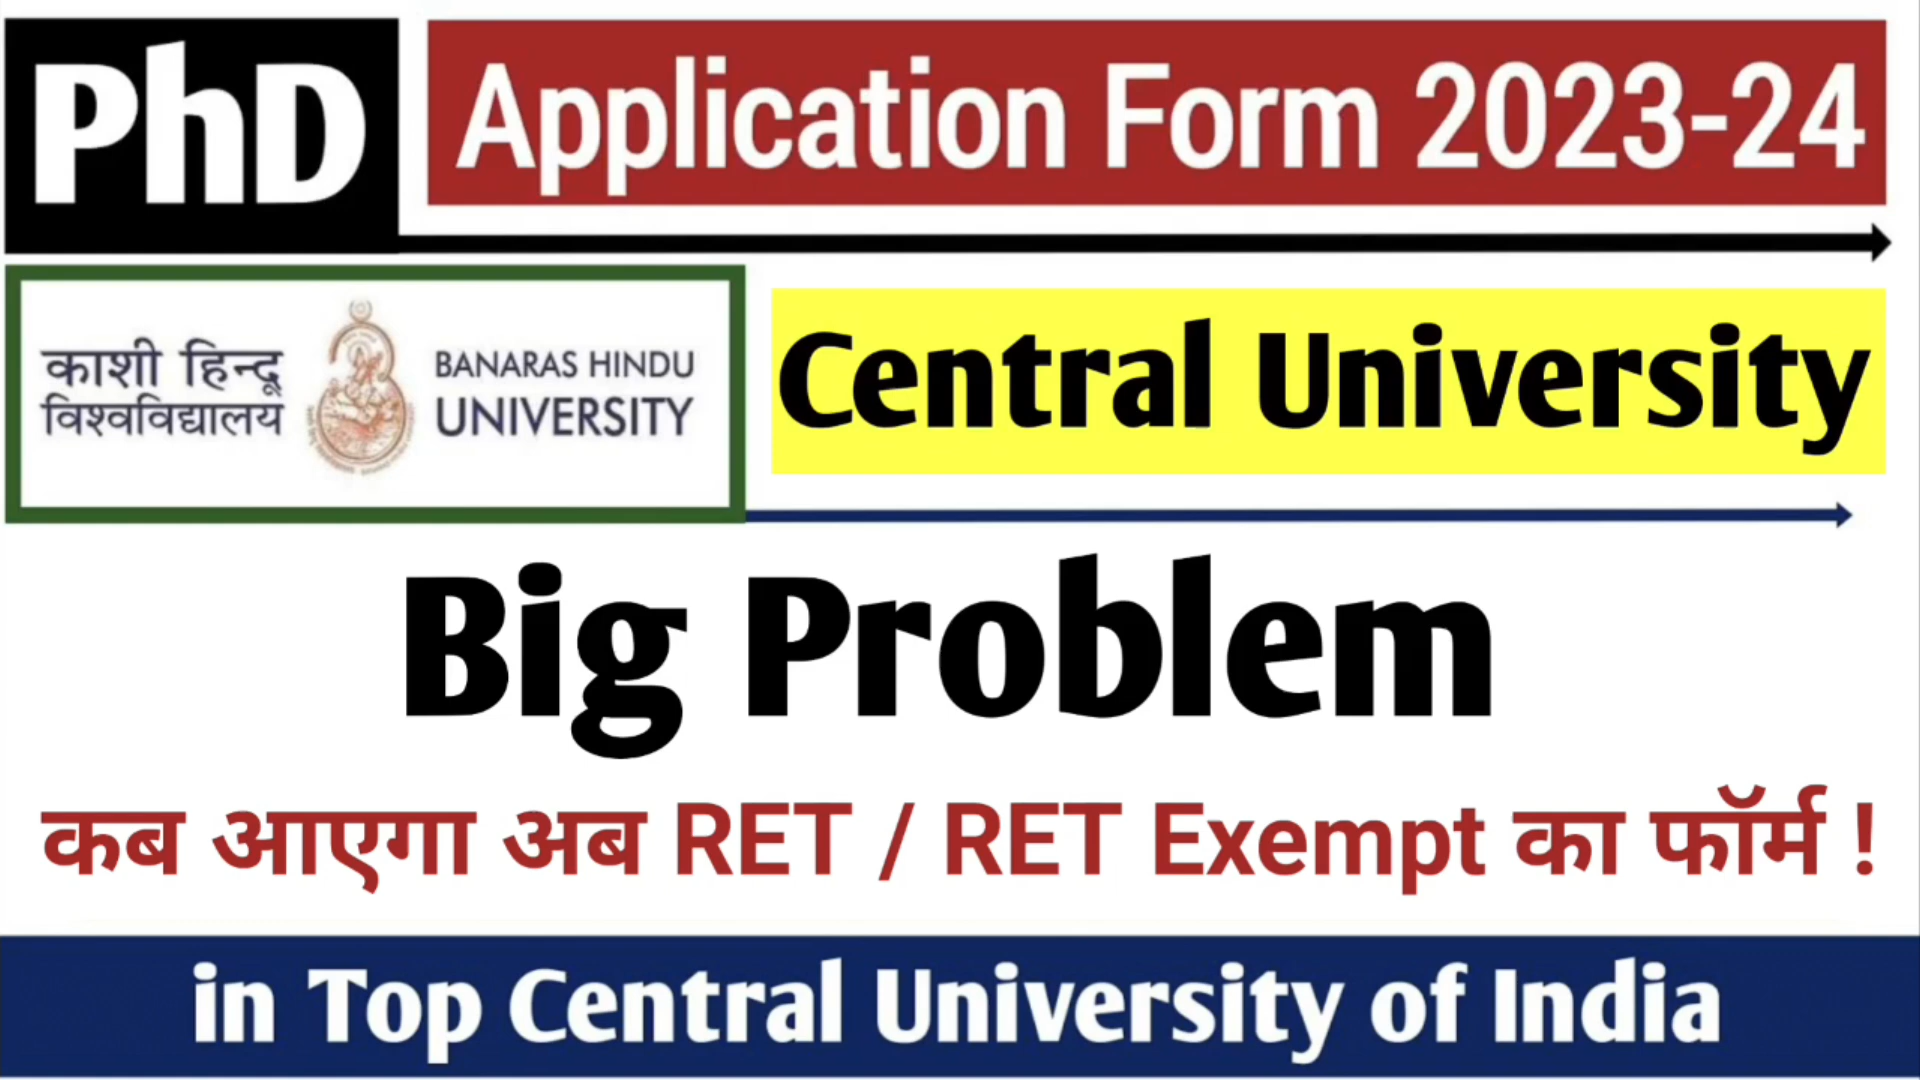 PhD
Application Form 2023-24
काशी हिन्दू
विश्वविद्यालय
BANARAS HINDU
UNIVERSITY
Central University
Big Problem
कब आएगा अब RET / RET Exempt का फॉर्म !
in Top Central University of India